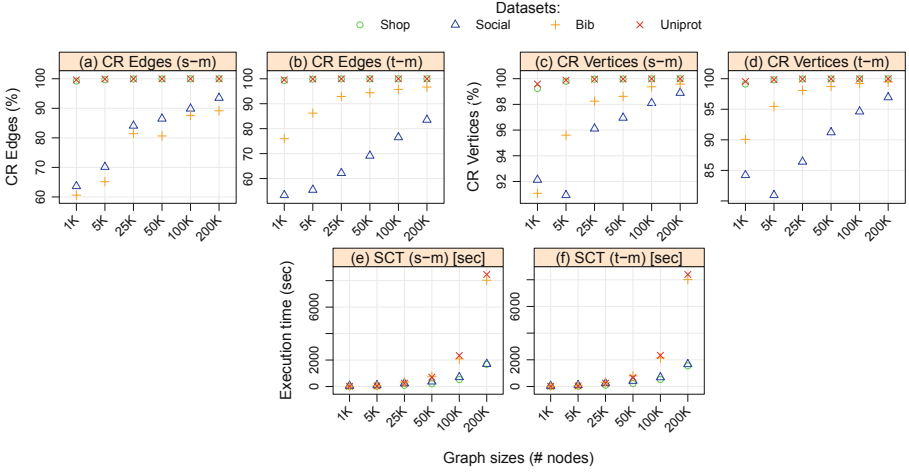 Datasets:
Shop Social Bib Uniprot
(a) CR Edges (s−m) (b) CR Edges (t−m) (c) CR Vertices (s−m) (d) CR Vertices (t−m)
CR Edges (%)
60 70 80 90 100
1K 5K 25K 50K 100K 200K
60 70 80 90 100
1K 5K 25K 50K 100K 200K
CR Vertices (%)
92 94 96 98 100
1K 5K 25K 50K 100K 200K
85 90 95 100
1K 5K 25K 50K 100K 200K
(e) SCT (s−m) [sec] (f) SCT (t−m) [sec]
Execution time (sec)
0 2000 6000
1K 5K 25K 50K 100K 200K
0 2000 6000
1K 5K 25K 50K 100K 200K
Graph sizes (# nodes)